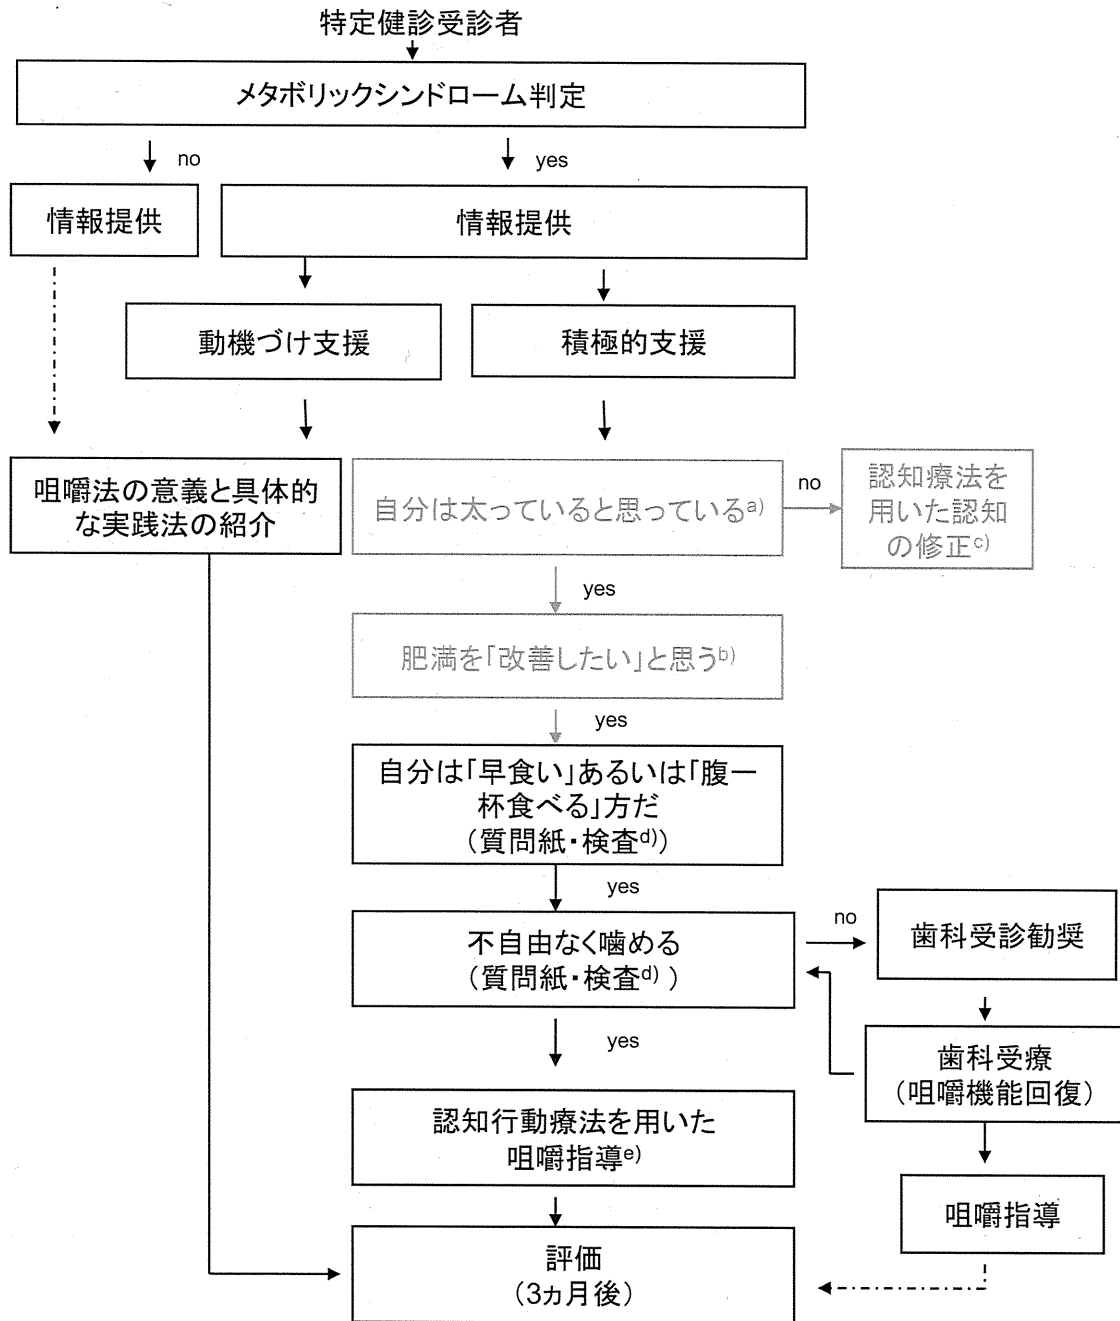 特定健診受診者
メタボリックシンドローム判定
no
yes
情報提供
情報提供
動機づけ支援
積極的支援
咀嚼法の意義と具体的
な実践法の紹介
自分は太っていると思っているa)
no
認知療法を
用いた認知
の修正c)
yes
肥満を「改善したい」と思うb)
yes
自分は「早食い」あるいは「腹一
杯食べる」方だ
(質問紙・検査d))
yes
不自由なく噛める
(質問紙・検査d) )
no
歯科受診勧奨
yes
歯科受療
(咀嚼機能回復)
認知行動療法を用いた
咀嚼指導e)
咀嚼指導
評価
(3ヵ月後)